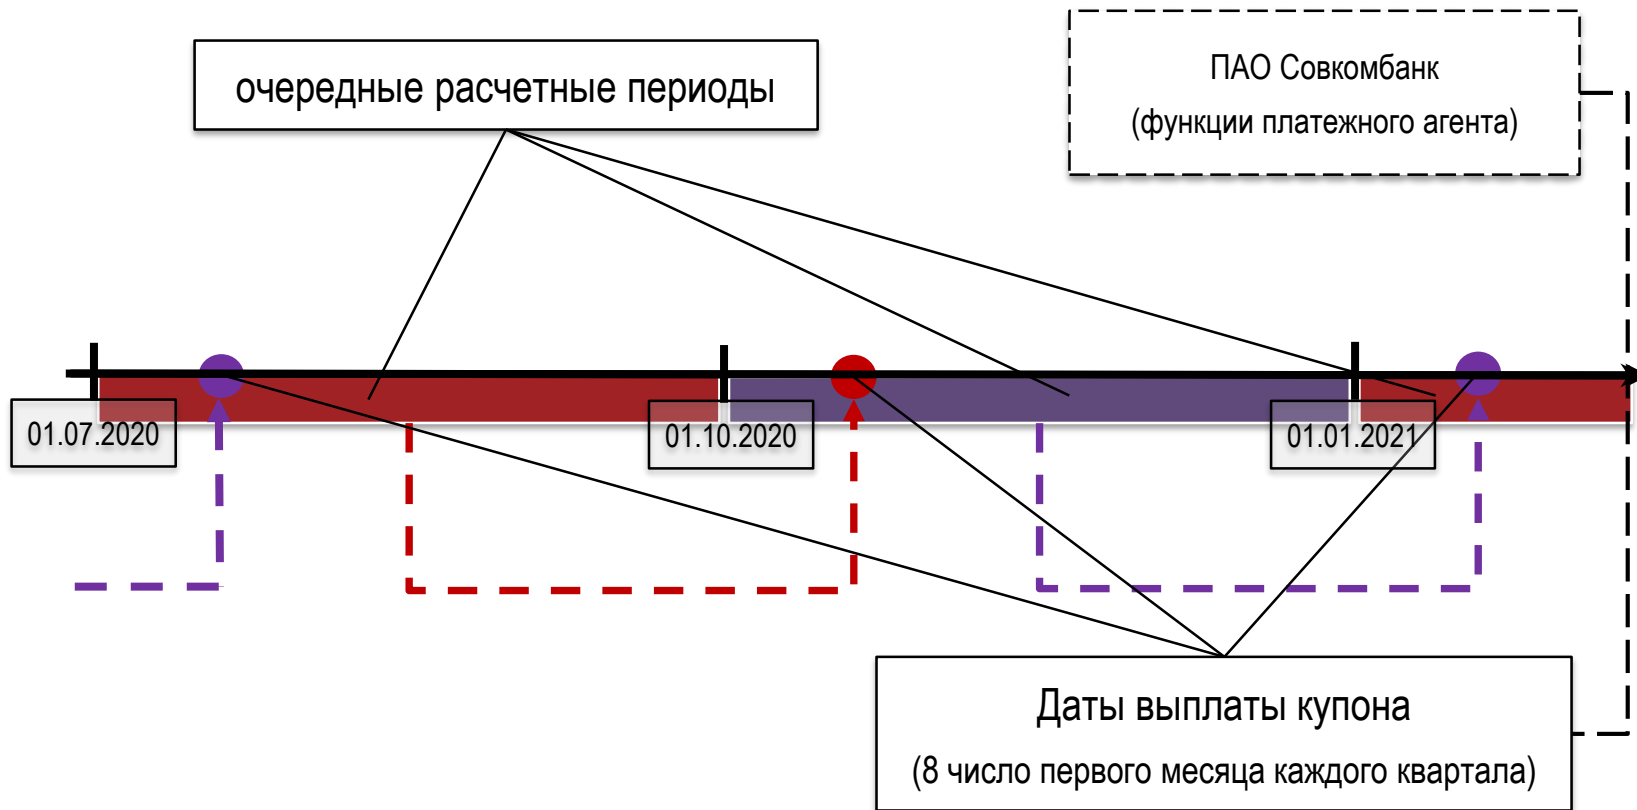 ПАО Совкомбанк
(функции платежного агента)
очередные расчетные периоды
01.07.2020
01.10.2020
01.01.2021
Даты выплаты купона
(8 число первого месяца каждого квартала)